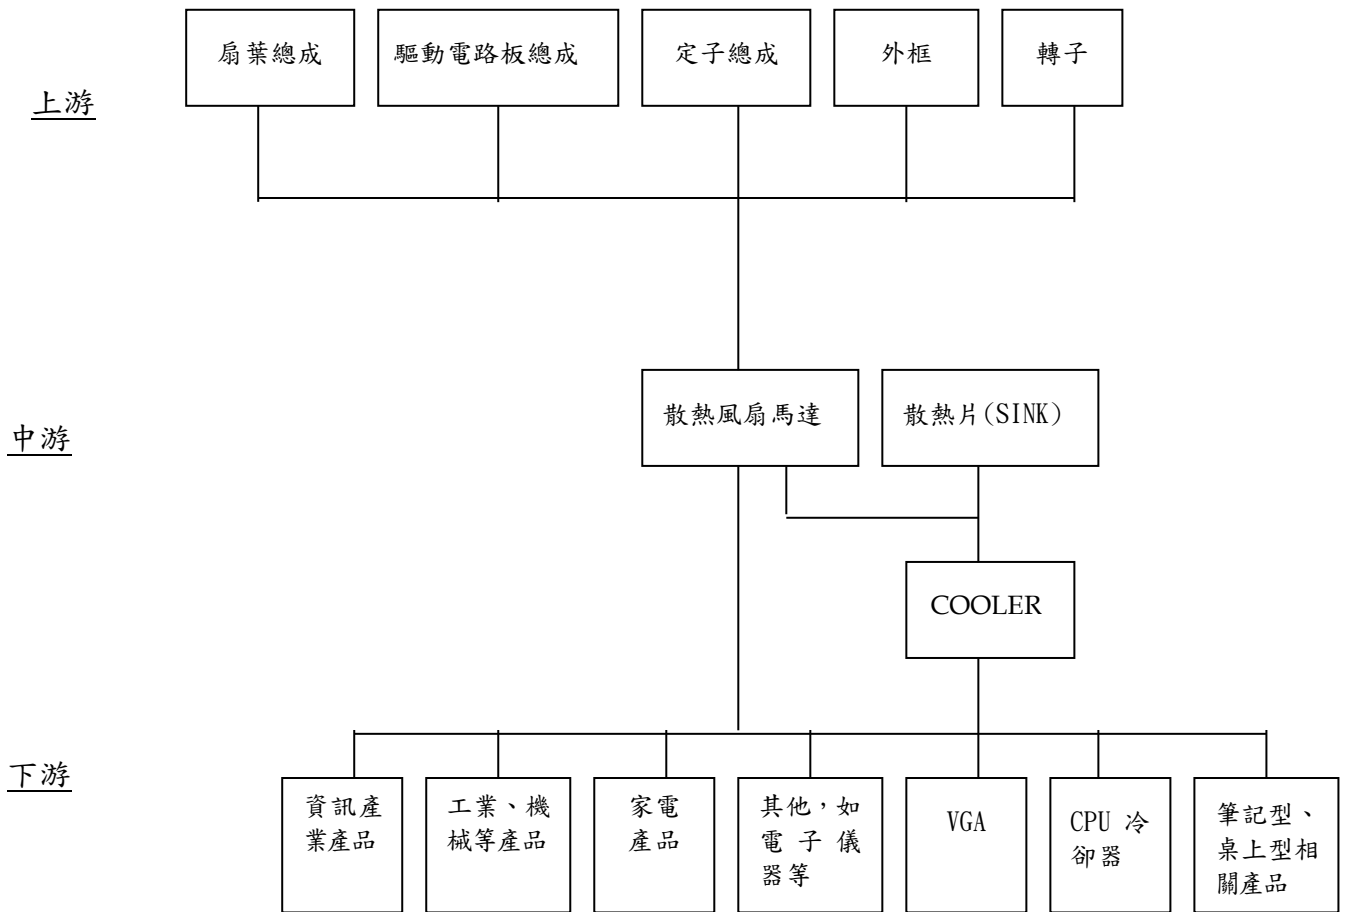 扇葉總成
驅動電路板總成
定子總成
外框
轉子
上游
散熱風扇馬達
散熱片(SINK)
中游
COOLER
下游
資訊產
業產品
工業、機
械等產品
家電
產品
其他，如
電子儀
器等
VGA
CPU 冷
卻器
筆記型、
桌上型相
關產品